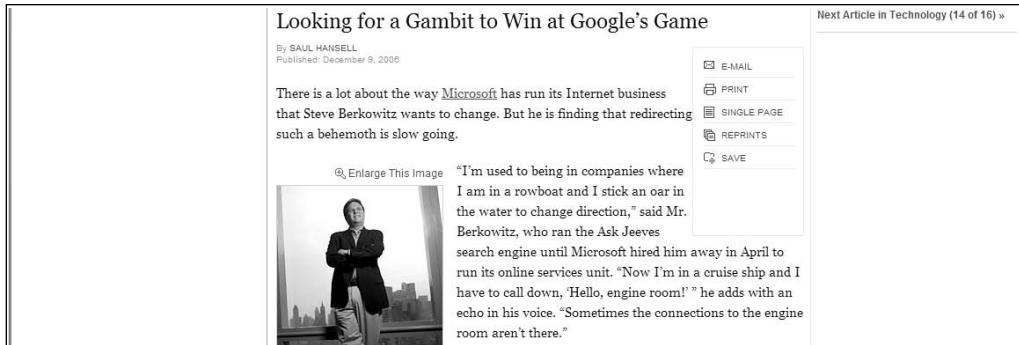 Looking for a Gambit to Win at Google's Game
Next Article in Technology (14 of 16) »
By SAUL HANSELL
Published: December 9, 2006
E-MAIL
PRINT
SINGLE PAGE
REPRINTS
SAVE
There is a lot about the way Microsoft has run its Internet business
that Steve Berkowitz wants to change. But he is finding that redirecting
such a behemoth is slow going.
Enlarge This Image
“I'm used to being in companies where
I am in a rowboat and I stick an oar in
the water to change direction,” said Mr.
Berkowitz, who ran the Ask Jeeves
search engine until Microsoft hired him away in April to
run its online services unit. “Now I'm in a cruise ship and I
have to call down, ‘Hello, engine room!’ ” he adds with an
echo in his voice. “Sometimes the connections to the engine
room aren't there.”